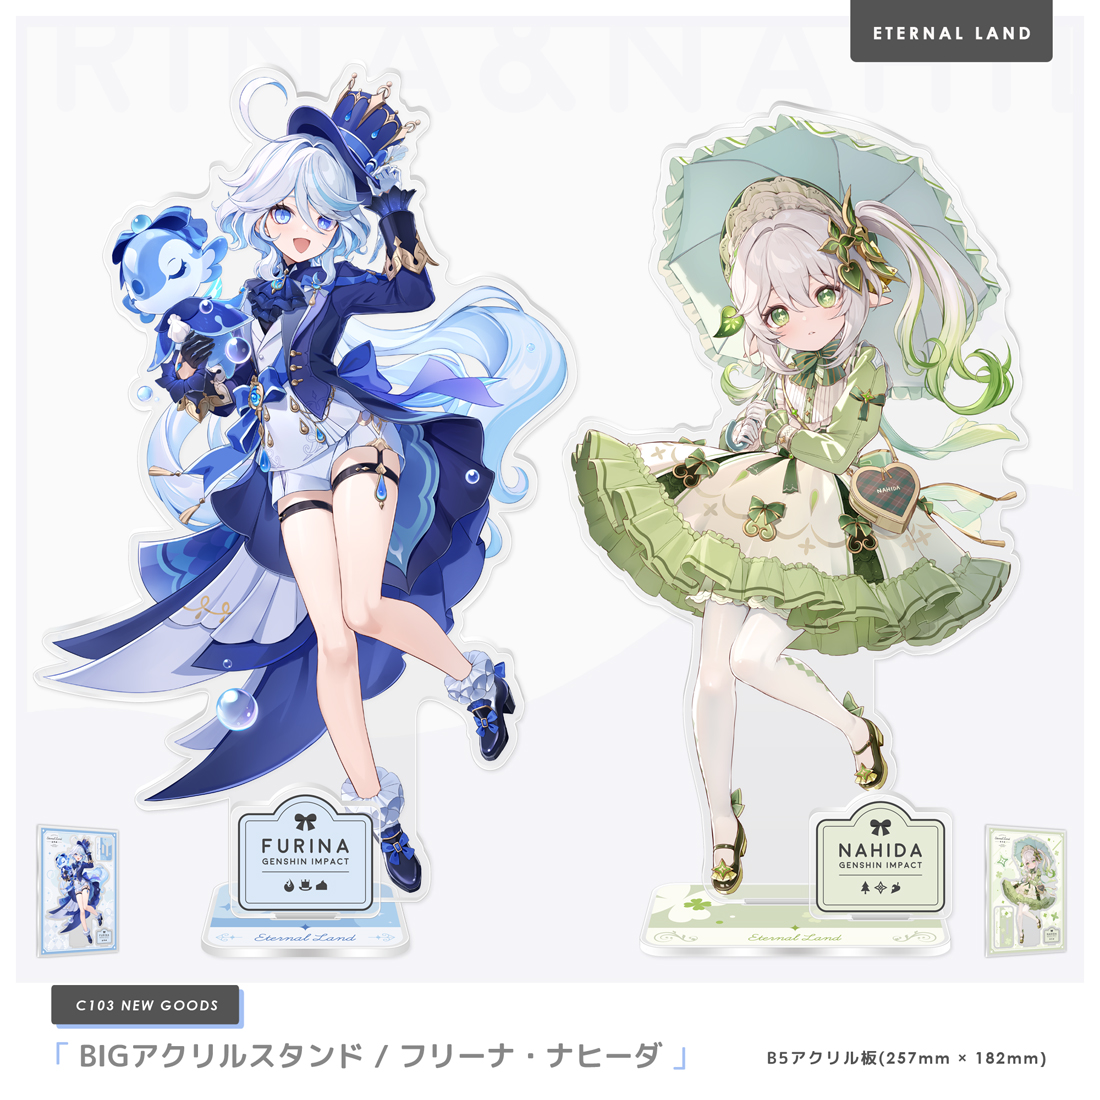 ETERNAL LAND
RINA & NAHI
NAHIDA
FURINA
GENSHIN IMPACT
Eternal Land
NAHIDA
GENSHIN IMPACT
Eternal Land
C103 NEW GOODS
「 BIGアクリルスタンド / フリーナ・ナヒーダ 」
B5アクリル板(257mm × 182mm)